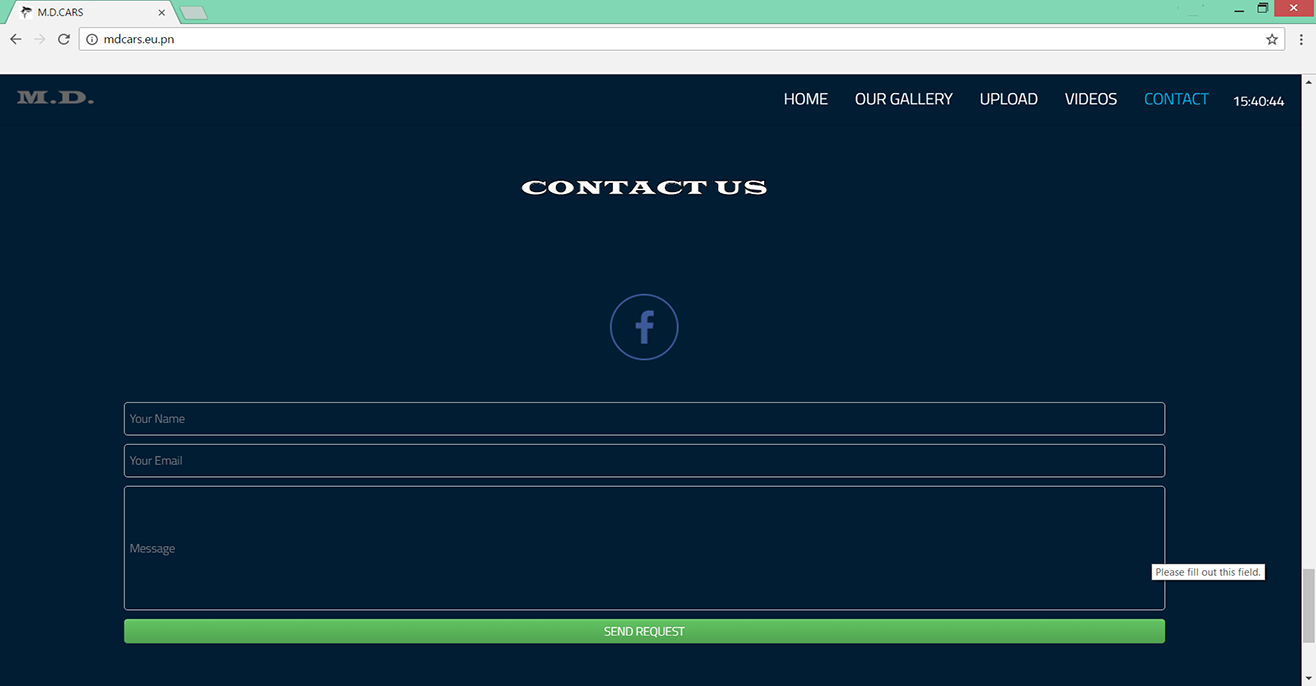 M.D.CARS
mdcars.eu.pn
M.D. HOME OUR GALLERY UPLOAD VIDEOS CONTACT 15:40:44
CONTACT US
Your Name
Your Email
Message
Please fill out this field.
SEND REQUEST